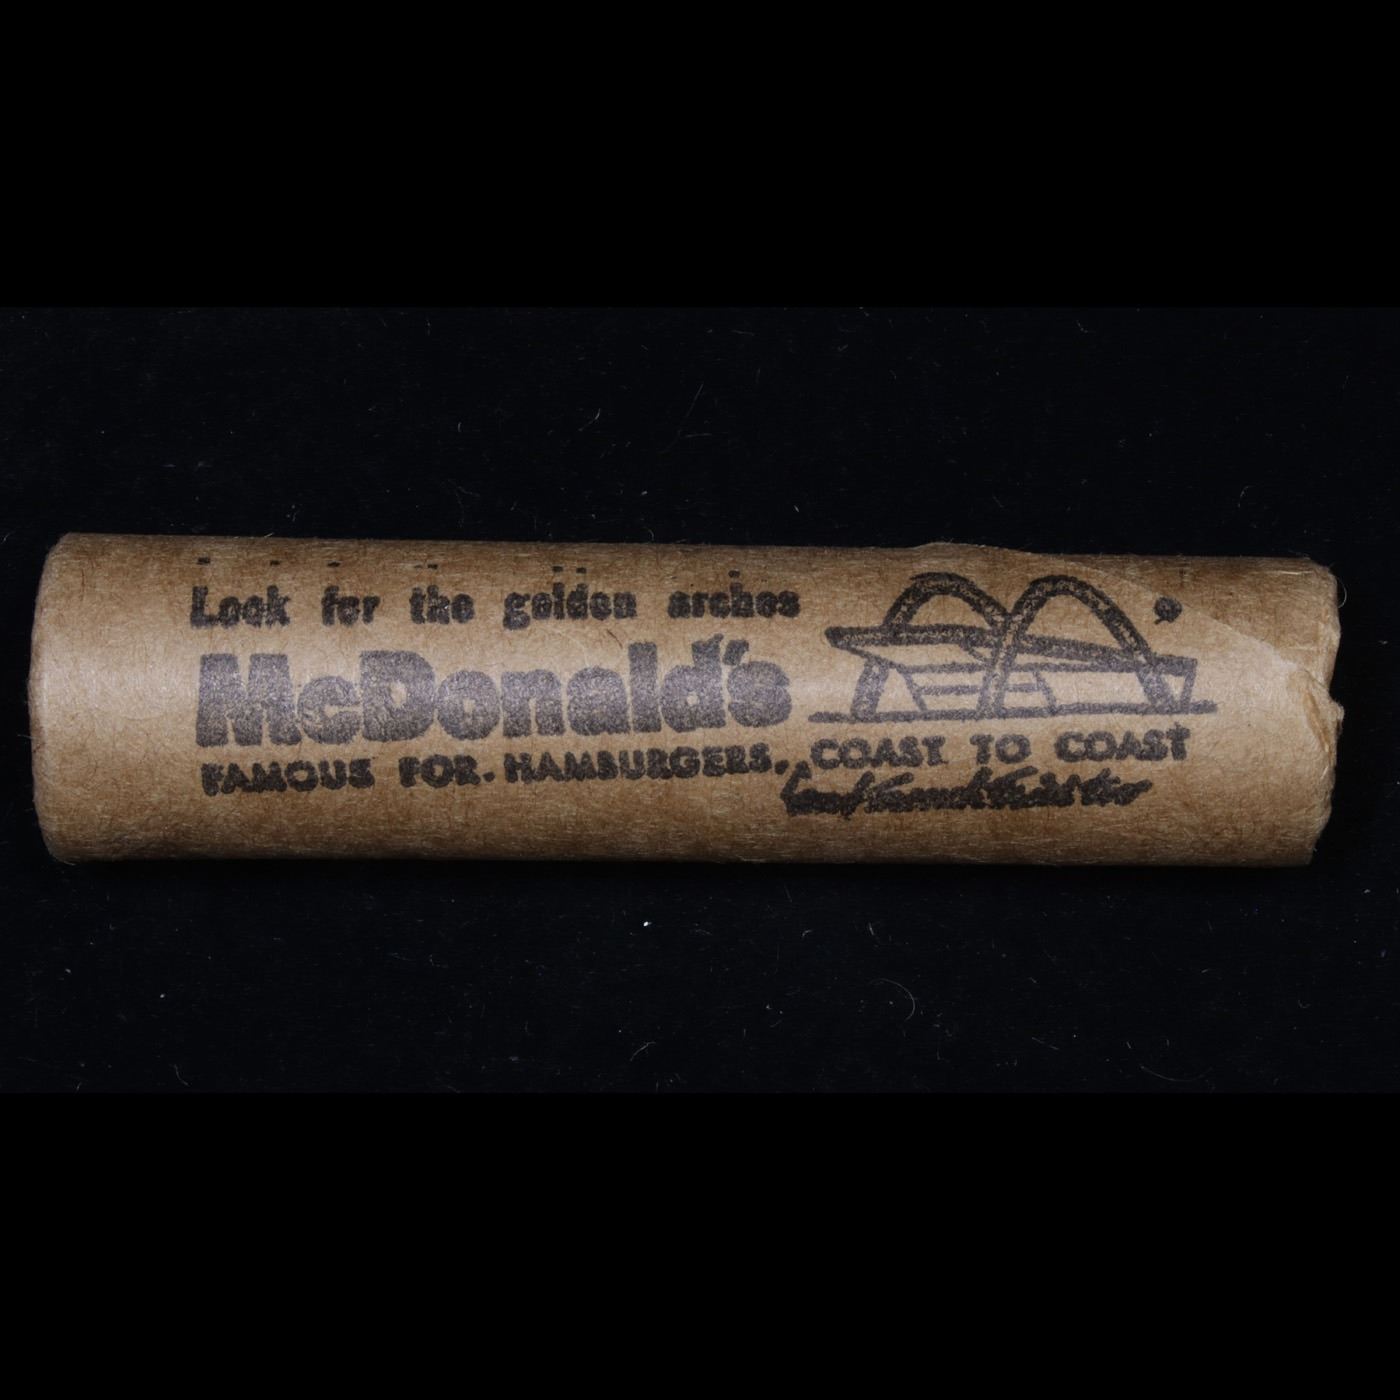 Look for the golden arches
McDonald's
FAMOUS FOR HAMBURGERS, COAST TO COAST